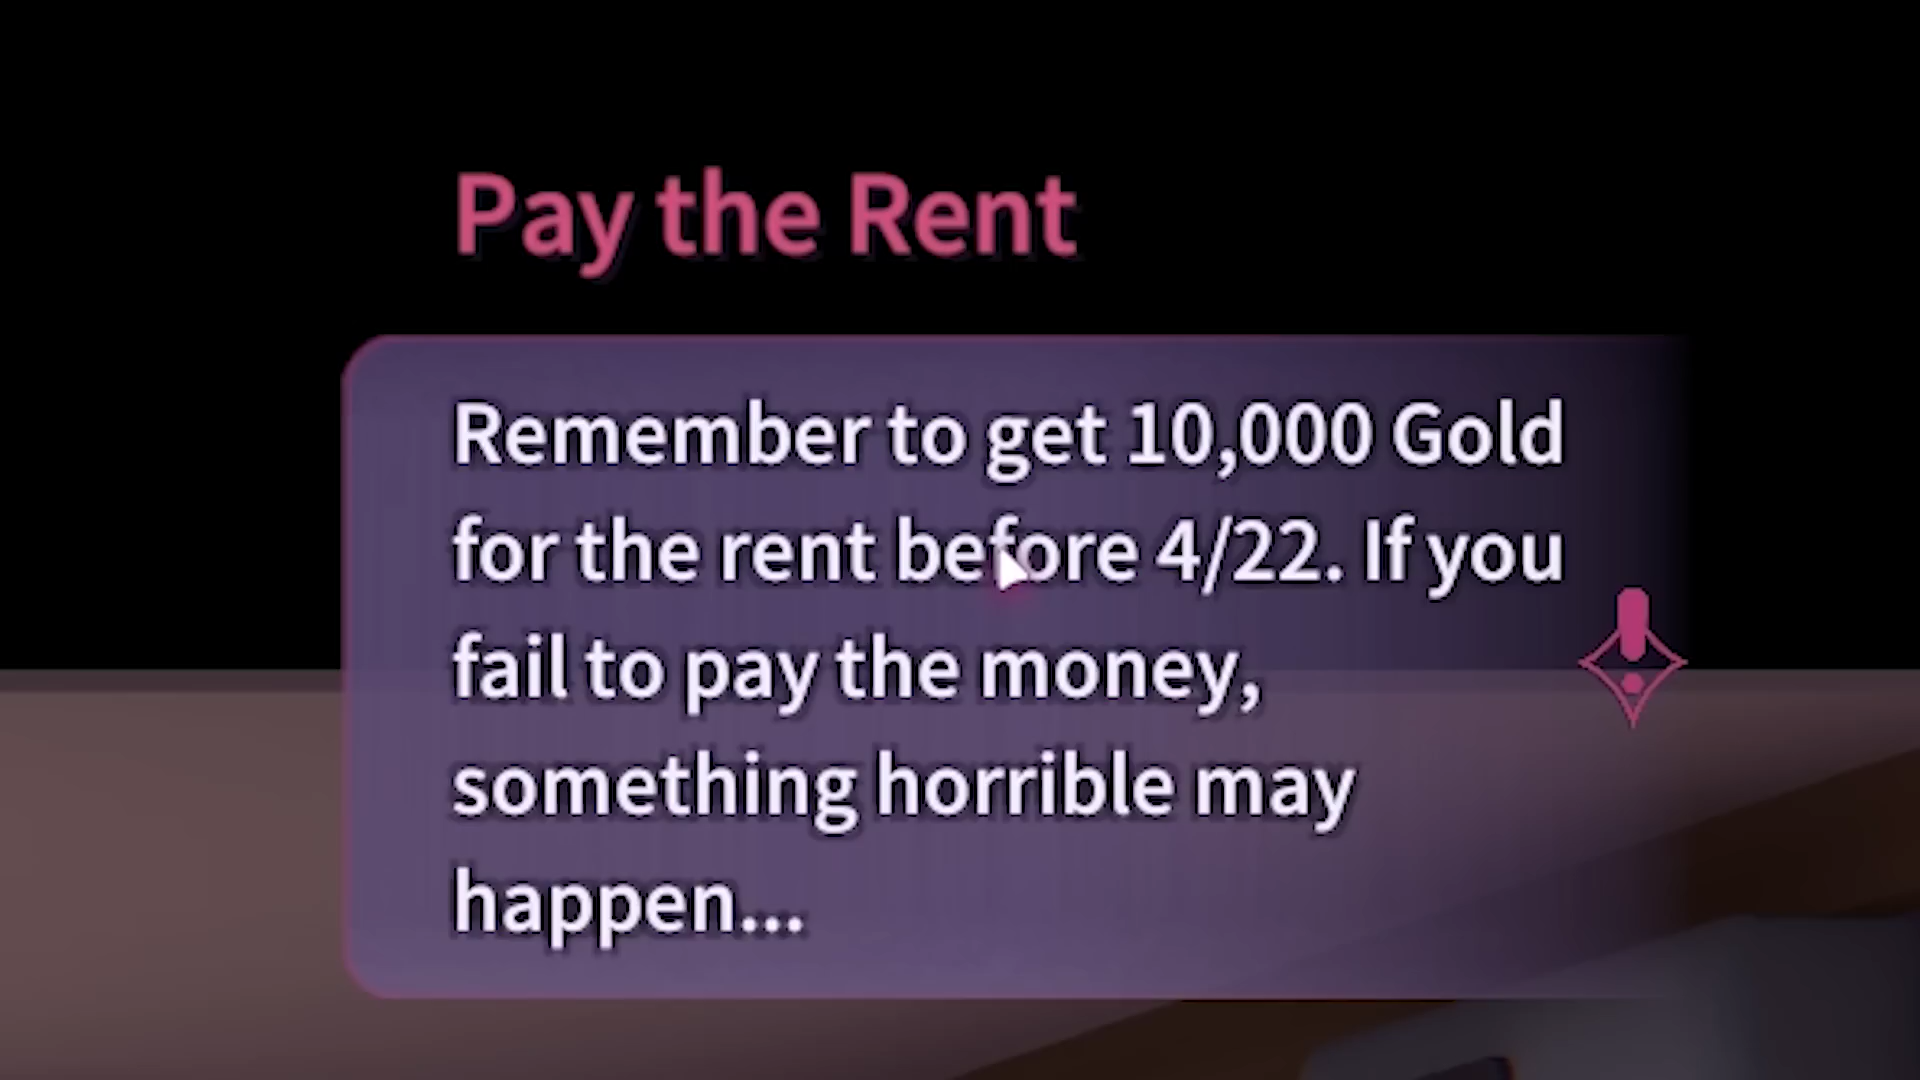 Pay the Rent
Remember to get 10,000 Gold
for the rent before 4/22. If you
fail to pay the money,
something horrible may
happen...